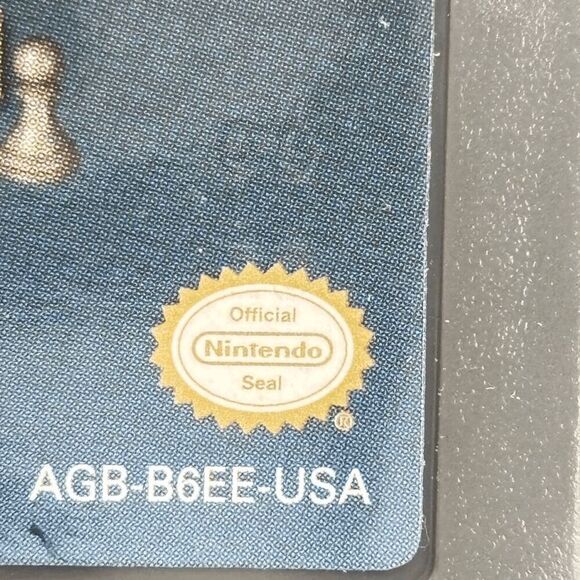 Official
Nintendo
Seal
®
AGB-B6EE-USA